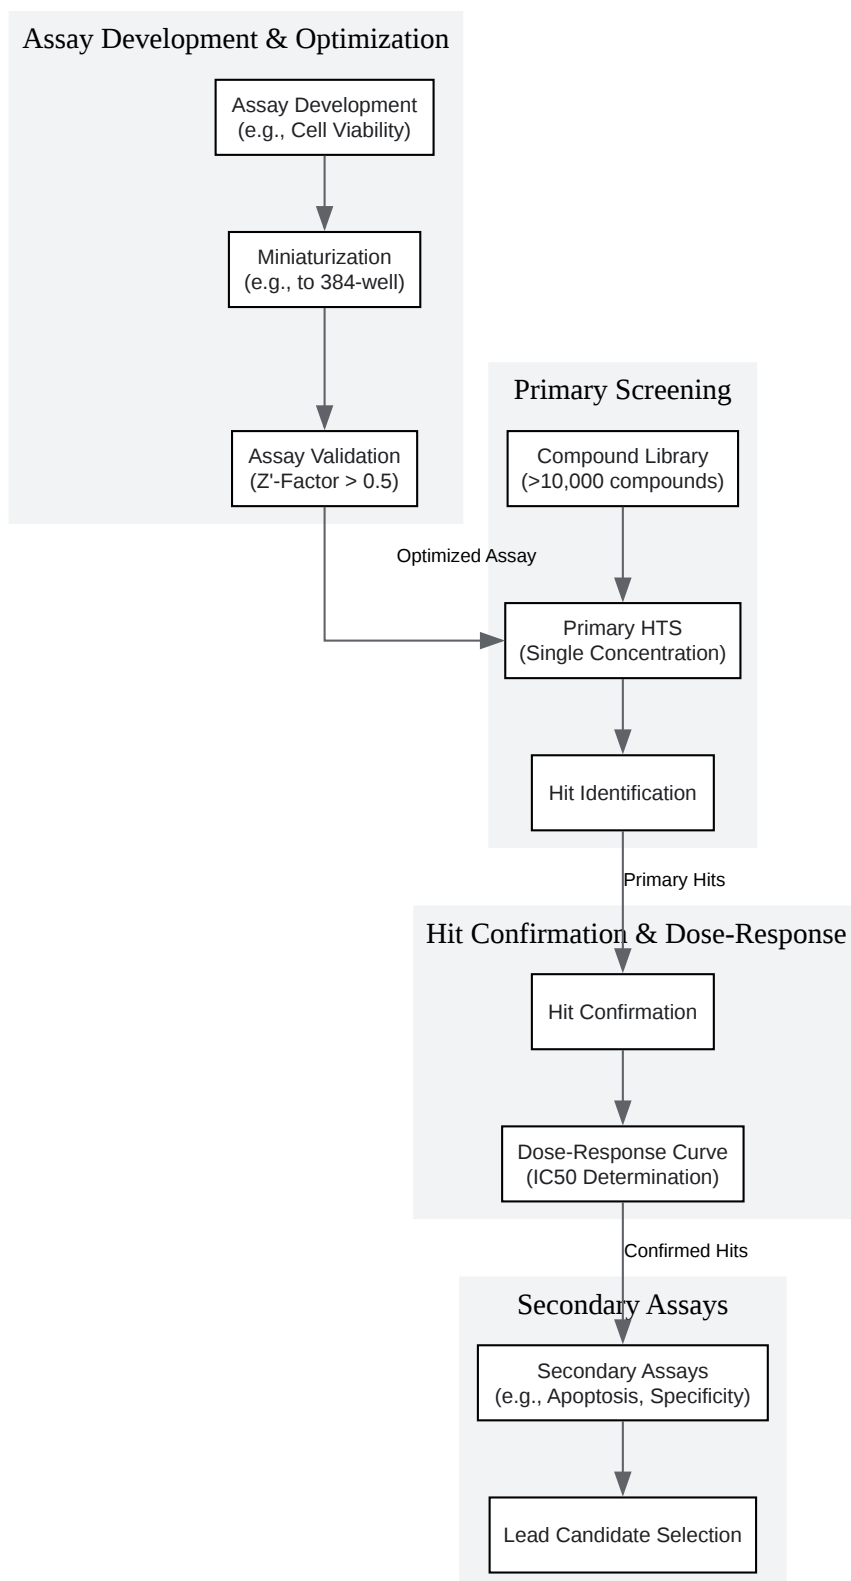 Assay Development & Optimization
Assay Development
(e.g., Cell Viability)
Miniaturization
(e.g., to 384-well)
Assay Validation
(Z'-Factor > 0.5)
Optimized Assay
Primary Screening
Compound Library
(>10,000 compounds)
Primary HTS
(Single Concentration)
Hit Identification
Primary Hits
Hit Confirmation & Dose-Response
Hit Confirmation
Dose-Response Curve
(IC50 Determination)
Confirmed Hits
Secondary Assays
Secondary Assays
(e.g., Apoptosis, Specificity)
Lead Candidate Selection